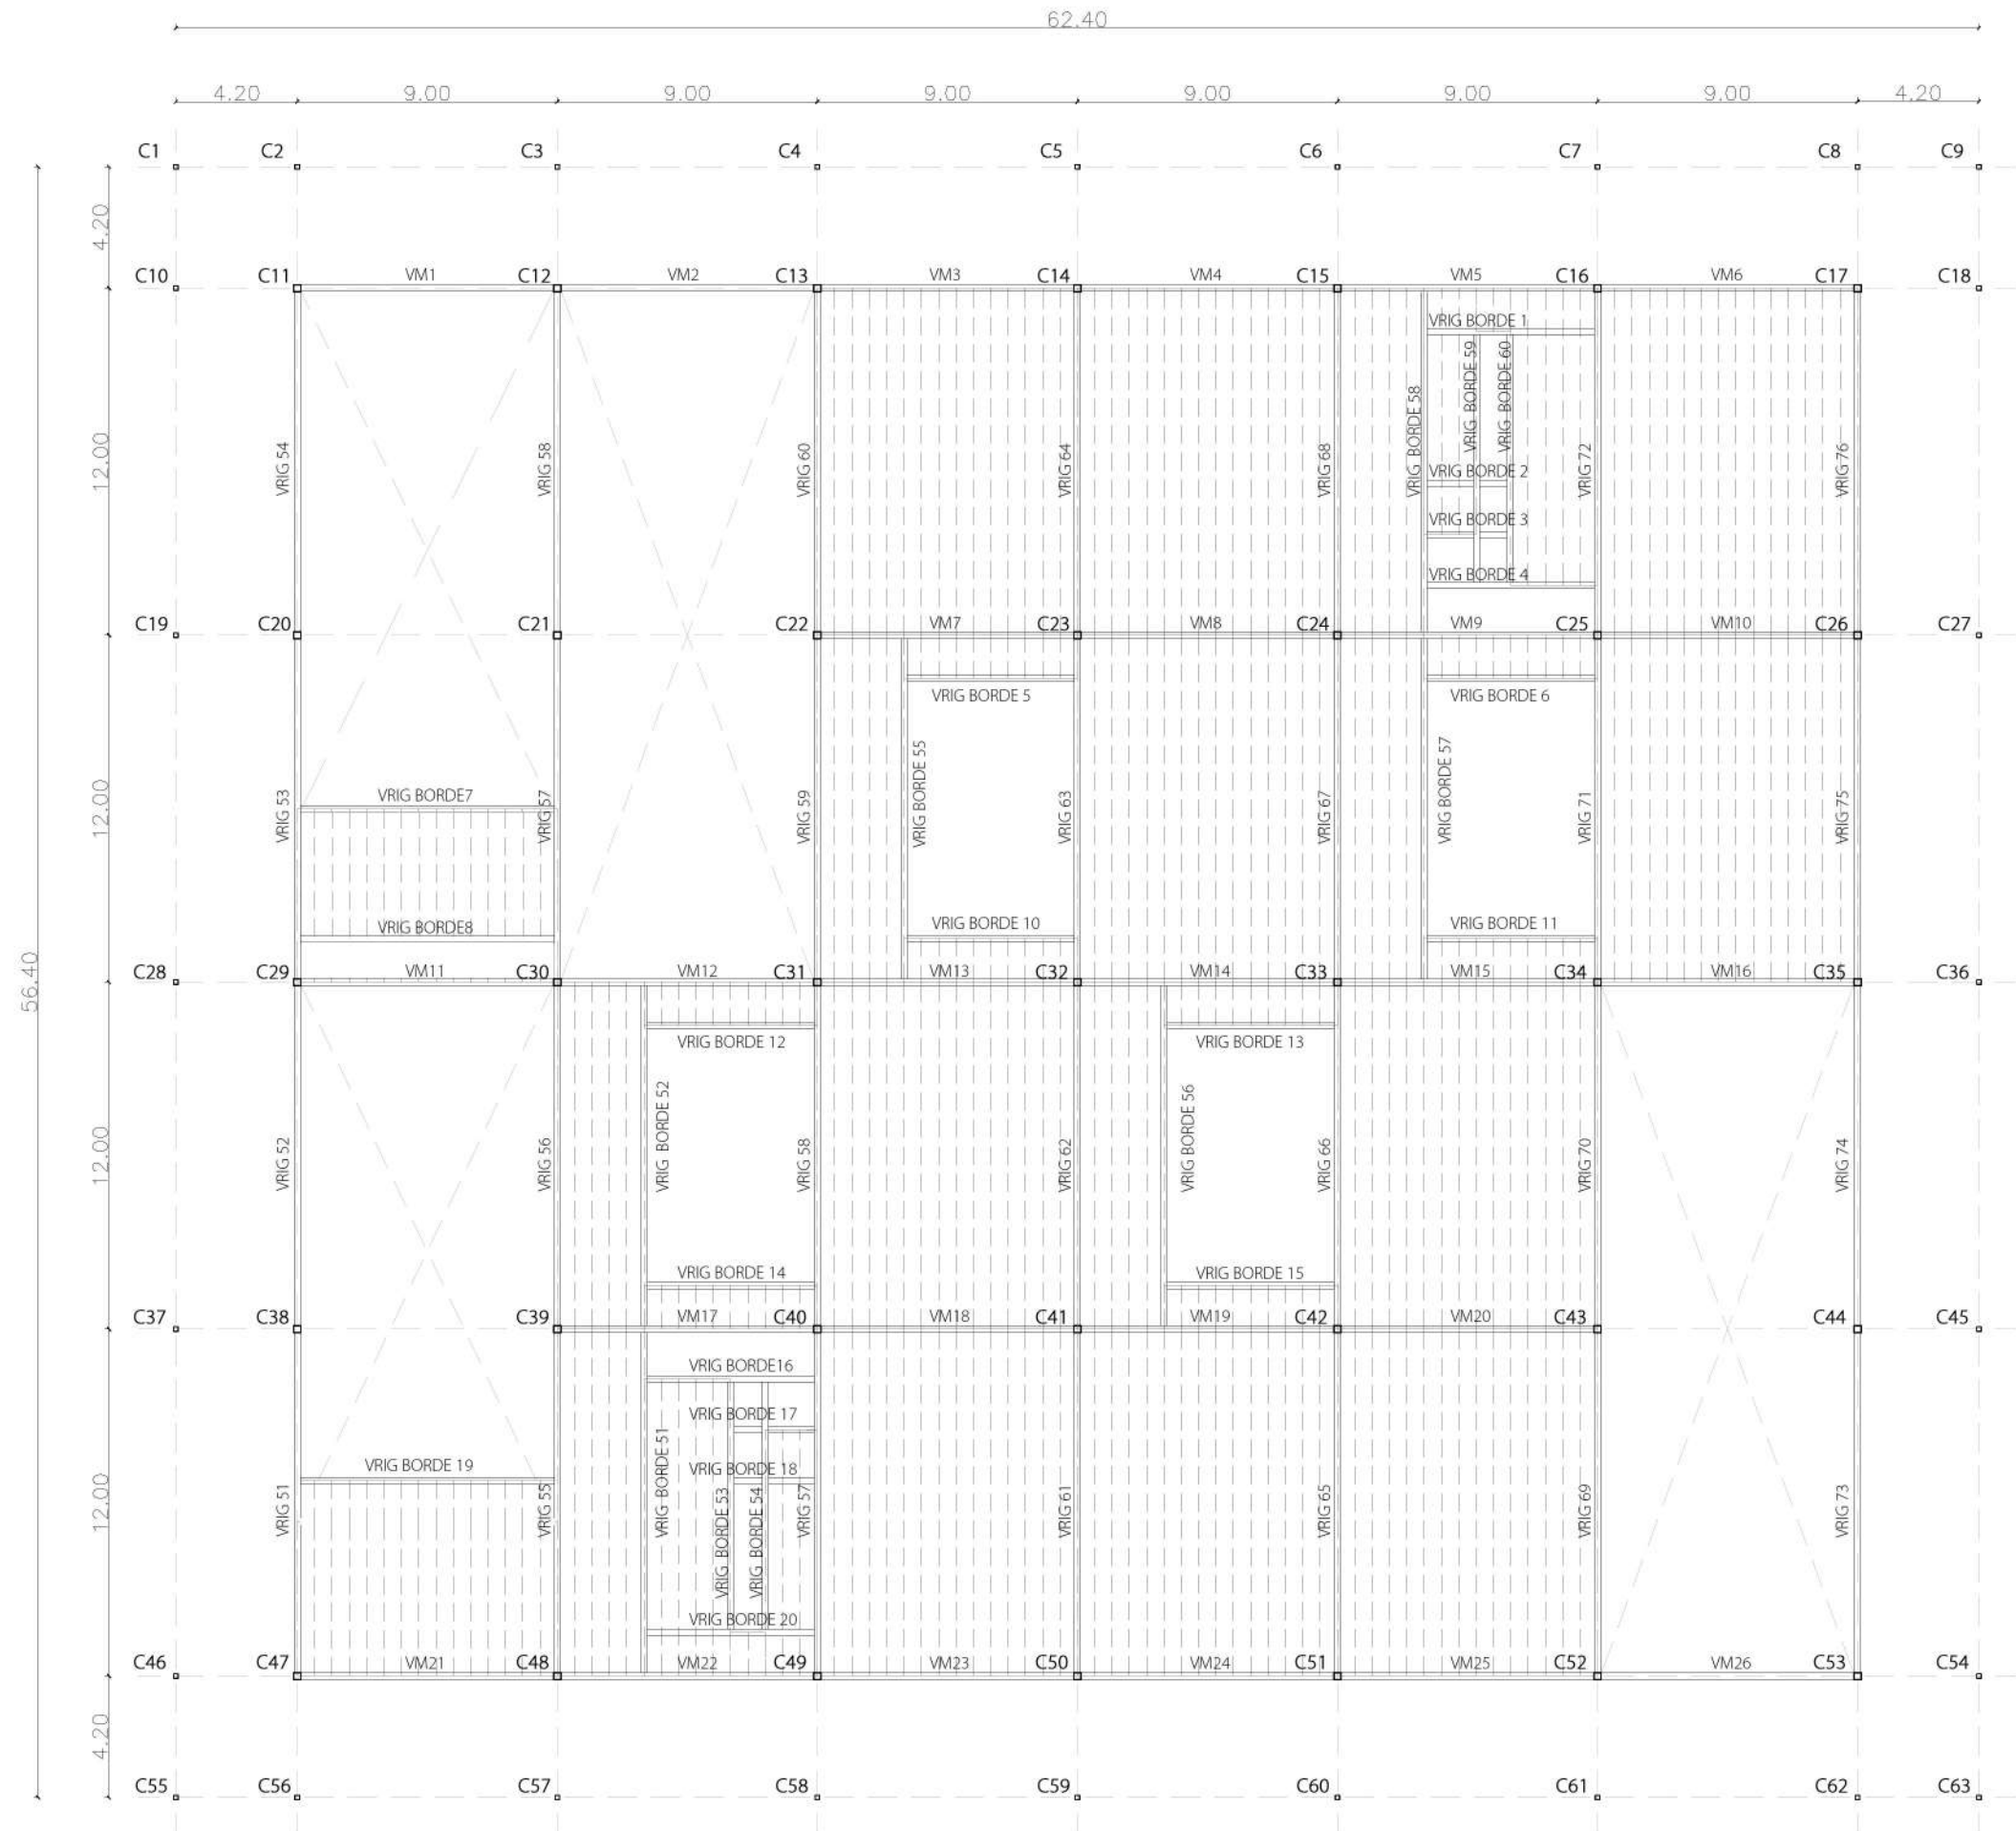 62.40
4.20 9.00 9.00 9.00 9.00 9.00 9.00 4.20
C1 C2 C3 C4 C5 C6 C7 C8 C9
4.20
C10 C11 VM1 C12 VM2 C13 VM3 C14 VM4 C15 VM5 C16 VM6 C17 C18
VRIG BORDE 1
VRIG BORDE 59
VRIG BORDE 60
VRIG BORDE 58
12.00
VRIG 54
VRIG 58
VRIG 60
VRIG 64
VRIG 68
VRIG 72
VRIG 76
VRIG BORDE 2
VRIG BORDE 3
VRIG BORDE 4
C19 C20 C21 C22 VM7 C23 VM8 C24 VM9 C25 VM10 C26 C27
VRIG BORDE 5
VRIG BORDE 6
12.00
VRIG BORDE7
VRIG 53
VRIG 57
VRIG 59
VRIG BORDE 55
VRIG 63
VRIG 67
VRIG BORDE 57
VRIG 71
VRIG 75
VRIG BORDE8
VRIG BORDE 10
VRIG BORDE 11
56.40
C28 C29 VM11 C30 VM12 C31 VM13 C32 VM14 C33 VM15 C34 VM16 C35 C36
VRIG BORDE 12
VRIG BORDE 13
12.00
VRIG 52
VRIG 56
VRIG BORDE 52
VRIG 58
VRIG 62
VRIG BORDE 56
VRIG 66
VRIG 70
VRIG 74
VRIG BORDE 14
VRIG BORDE 15
C37 C38 C39 VM17 C40 VM18 C41 VM19 C42 VM20 C43 C44 C45
VRIG BORDE16
VRIG BORDE 17
VRIG BORDE 19
VRIG BORDE 18
12.00
VRIG 51
VRIG 55
VRIG BORDE 51
VRIG BORDE 53
VRIG BORDE 54
VRIG 57
VRIG 61
VRIG 65
VRIG 69
VRIG 73
VRIG BORDE 20
C46 C47 VM21 C48 VM22 C49 VM23 C50 VM24 C51 VM25 C52 VM26 C53 C54
4.20
C55 C56 C57 C58 C59 C60 C61 C62 C63